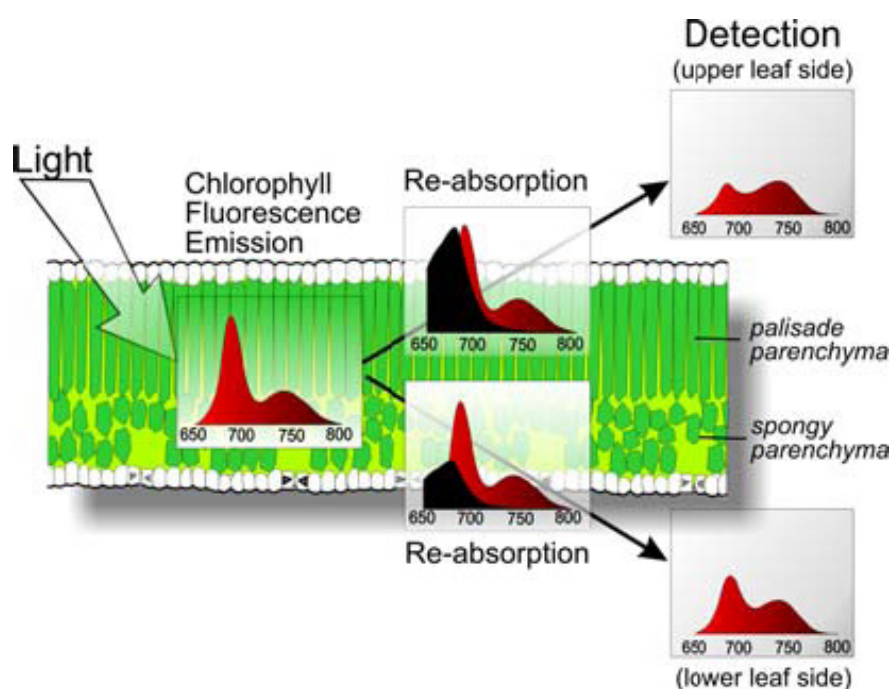 Detection
(upper leaf side)
650 700 750 800
Light
Chlorophyll
Fluorescence
Emission
650 700 750 800
Re-absorption
650 700 750 800
palisade
parenchyma
spongy
parenchyma
650 700 750 800
Re-absorption
650 700 750 800
(lower leaf side)